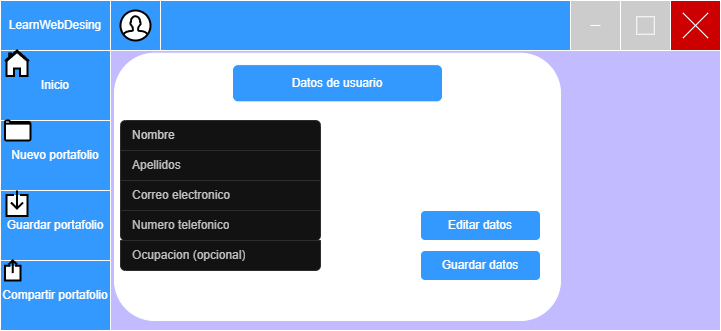 LearnWebDesing
Inicio
Nuevo portafolio
Guardar portafolio
Compartir portafolio
Datos de usuario
Nombre
Apellidos
Correo electronico
Numero telefonico
Ocupacion (opcional)
Editar datos
Guardar datos